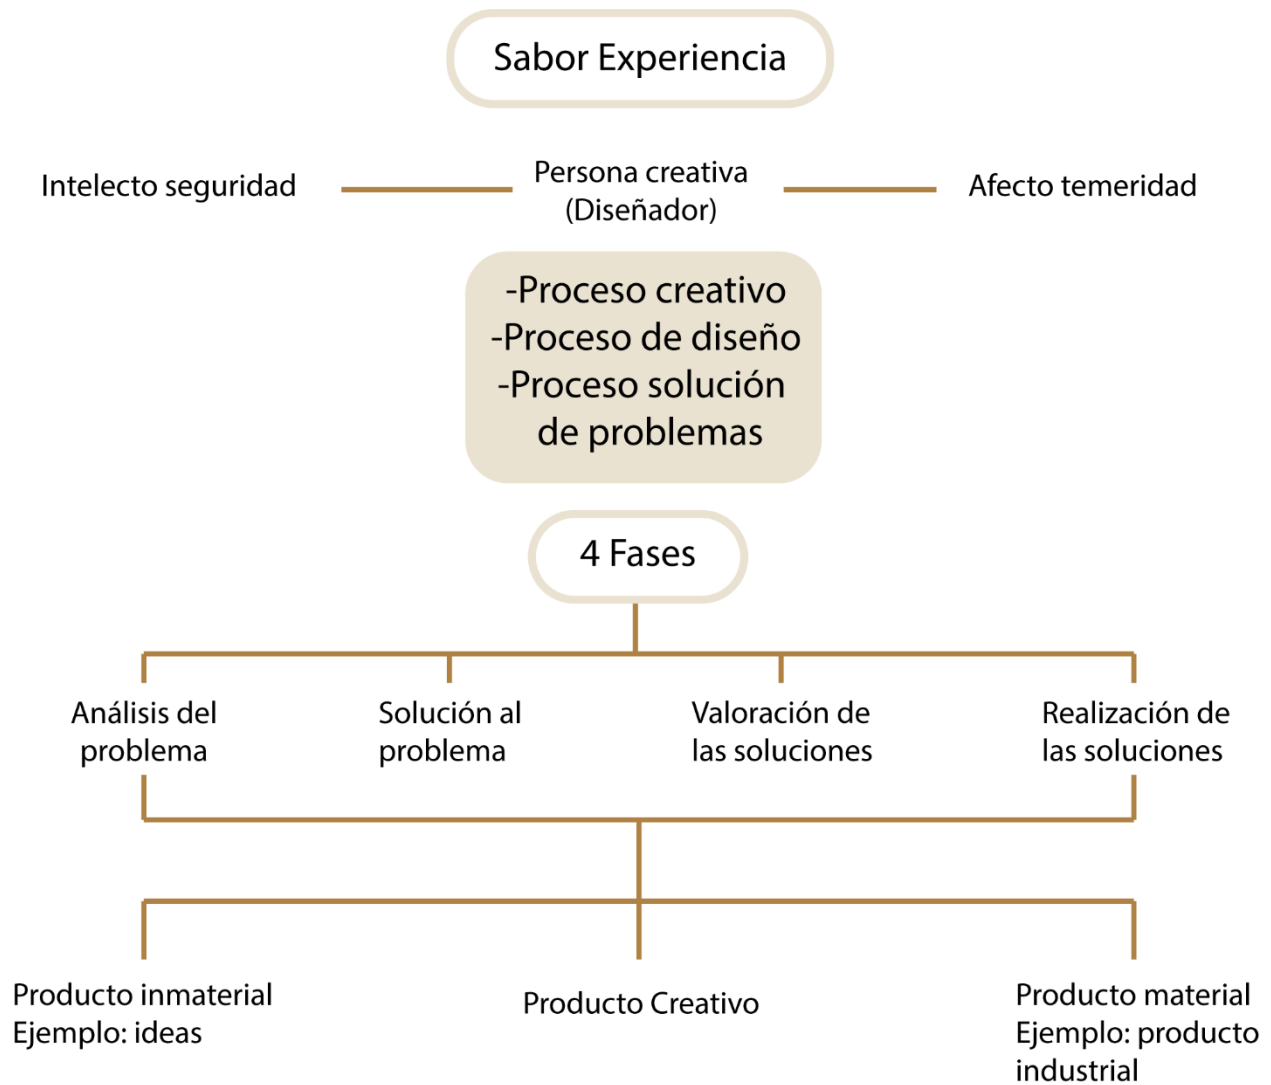 Sabor Experiencia
Intelecto seguridad
Persona creativa
(Diseñador)
Afecto temeridad
-Proceso creativo
-Proceso de diseño
-Proceso solución
de problemas
4 Fases
Análisis del
problema
Solución al
problema
Valoración de
las soluciones
Realización de
las soluciones
Producto inmaterial
Ejemplo: ideas
Producto Creativo
Producto material
Ejemplo: producto
industrial